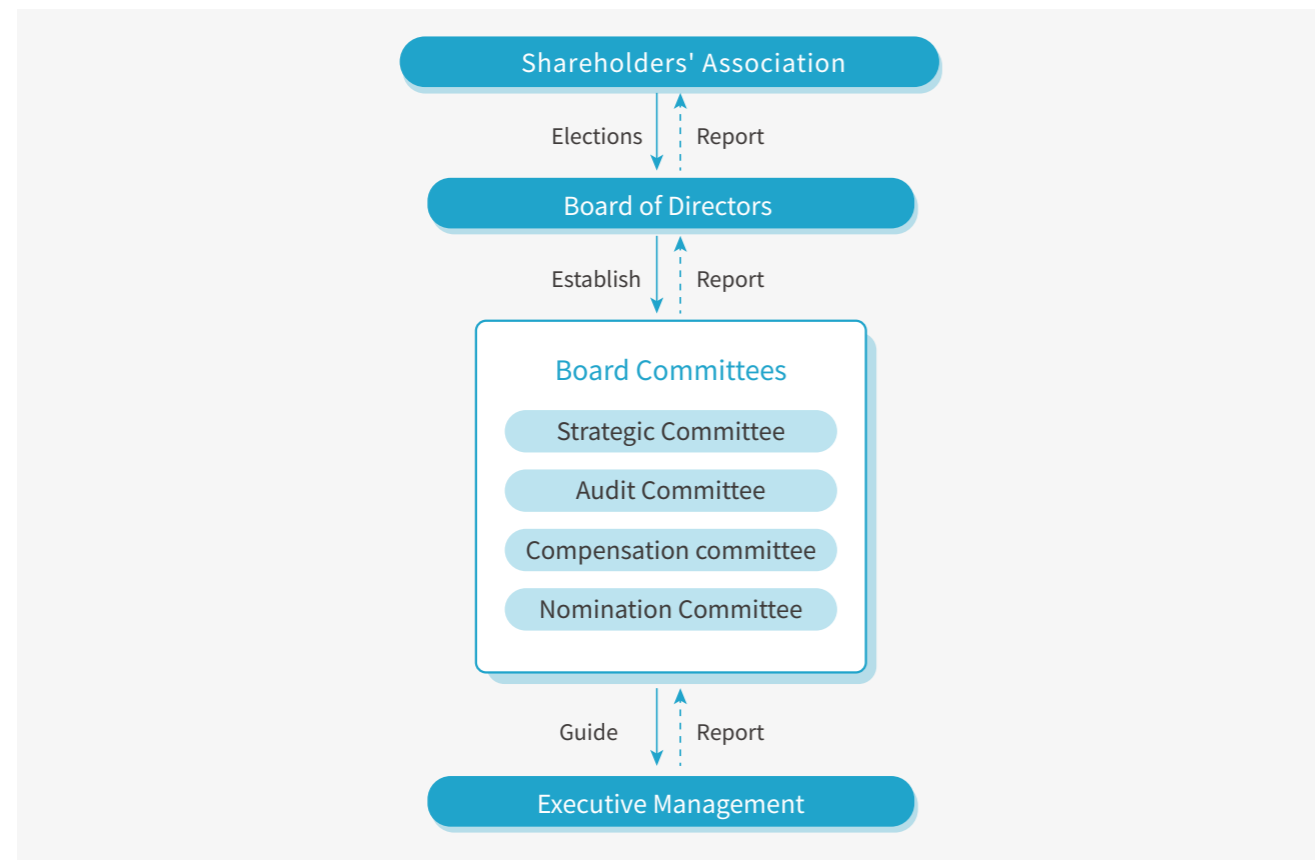 Shareholders' Association
Elections
Report
Board of Directors
Establish
Report
Board Committees
Strategic Committee
Audit Committee
Compensation committee
Nomination Committee
Guide
Report
Executive Management